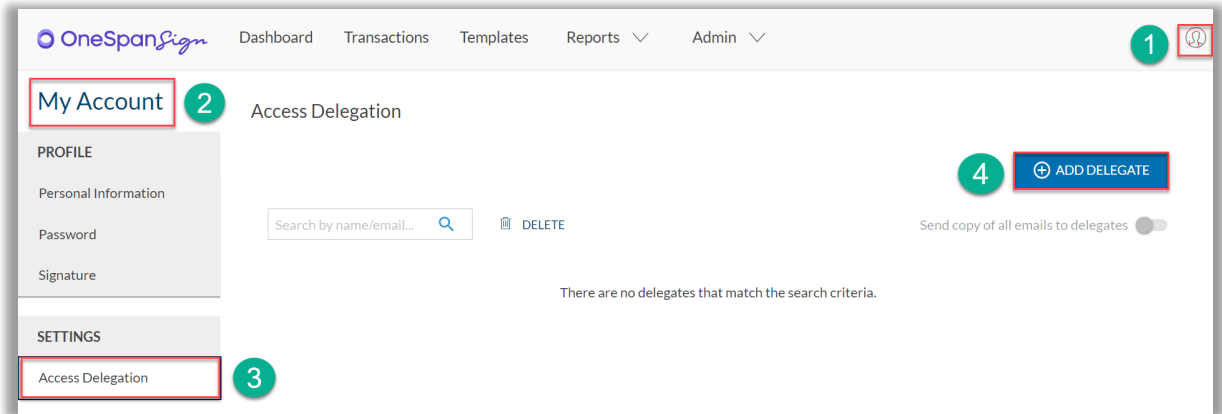 OneSpanSign Dashboard Transactions Templates Reports Admin 1
My Account 2 Access Delegation
PROFILE
4 ADD DELEGATE
Personal Information
Search by name/email... DELETE Send copy of all emails to delegates
Password
Signature
There are no delegates that match the search criteria.
SETTINGS
Access Delegation 3